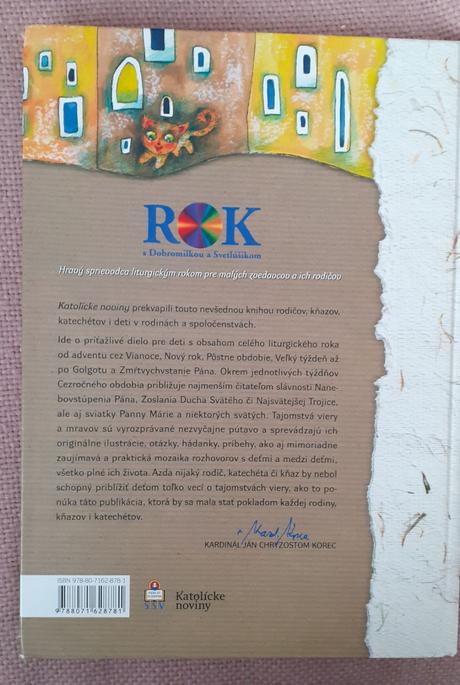 ROK
s Dobromilkou a Svetlúšikom
Hravý sprievodca liturgickým rokom pre malých zvedavcov a ich rodičov
Katolícke noviny prekvapili touto nevšednou knihou rodičov, kňazov,
katechétov i deti v rodinách a spoločenstvách.
Ide o príťažlivé dielo pre deti s obsahom celého liturgického roka
od adventu cez Vianoce, Nový rok, Pôstne obdobie, Veľký týždeň až
po Golgotu a Zmŕtvychvstanie Pána. Okrem jednotlivých týždňov
Cezročného obdobia približuje najmenším čitateľom slávnosti Nane-
bovstúpenia Pána, Zoslania Ducha Svätého či Najsvätejšej Trojice,
ale aj sviatky Panny Márie a niektorých svätých. Tajomstvá viery
a mravov sú vyrozprávané nezvyčajne pútavo a sprevádzajú ich
originálne ilustrácie, otázky, hádanky, príbehy, ako aj mimoriadne
zaujímavá a praktická mozaika rozhovorov s deťmi a medzi deťmi,
všetko plné ich života. Azda nijaký rodič, katechéta či kňaz by nebol
schopný priblížiť deťom toľko vecí o tajomstvách viery, ako to po-
núka táto publikácia, ktorá by sa mala stať pokladom každej rodiny,
kňazov i katechétov.
KARDINÁL JÁN CHRYZOSTOM KOREC
ISBN 978-80-7162-878-1
9 788071 628781
SSV
Katolícke
noviny